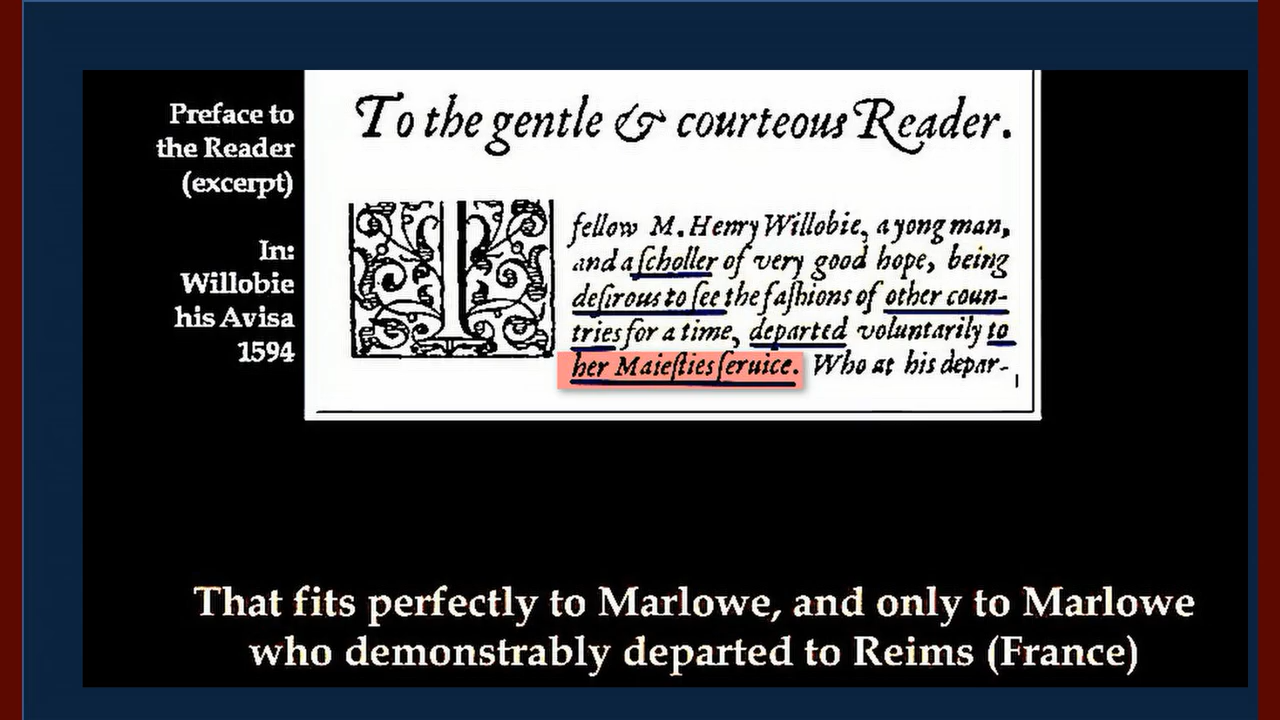 Preface to
the Reader
(excerpt)
In:
Willobie
his Avisa
1594
To the gentle & courteous Reader.
I
fellow M. Henry Willobie, a yong man,
and a ſcholler of very good hope, being
deſirous to ſee the faſhions of other coun-
tries for a time, departed voluntarily to
her Maieſties ſeruice. Who at his depar-
That fits perfectly to Marlowe, and only to Marlowe
who demonstrably departed to Reims (France)